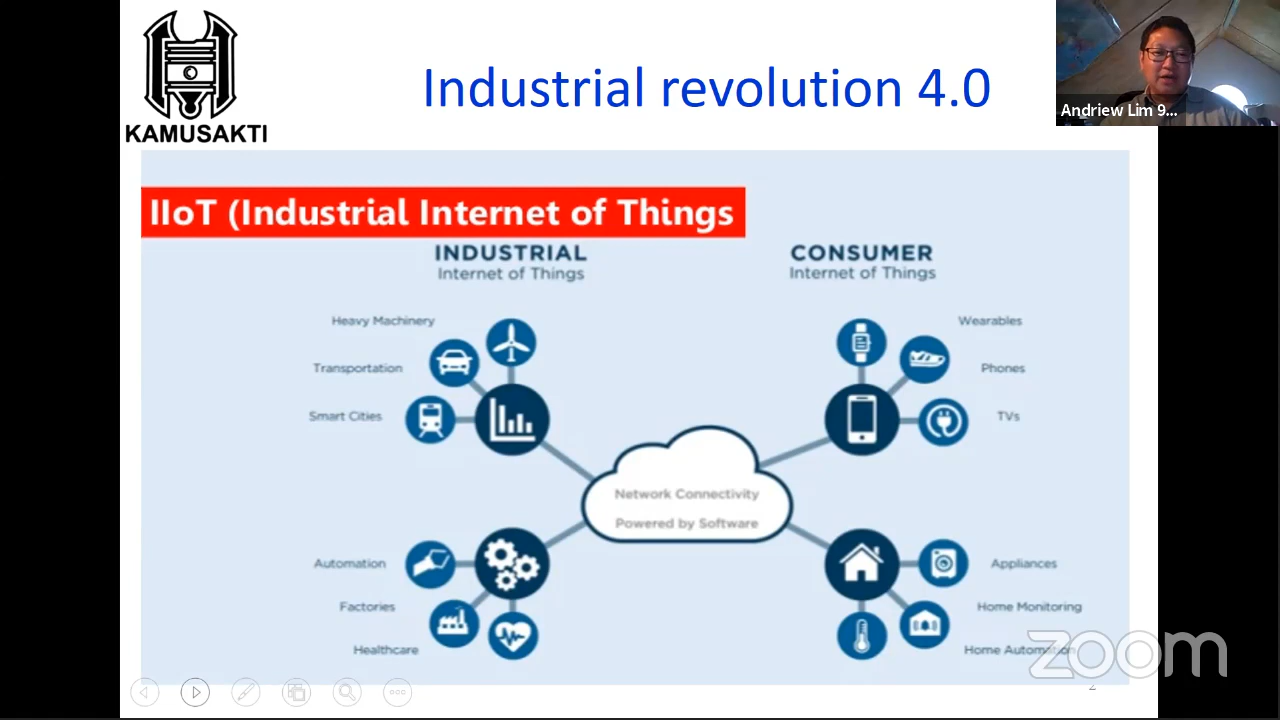 KAMUSAKTI
Industrial revolution 4.0
Andriew Lim 9...
IIoT (Industrial Internet of Things
INDUSTRIAL
Internet of Things
CONSUMER
Internet of Things
Heavy Machinery
Transportation
Smart Cities
Wearables
Phones
TVs
Network Connectivity
Powered by Software
Automation
Factories
Healthcare
Appliances
Home Monitoring
Home Automation
zoom
2